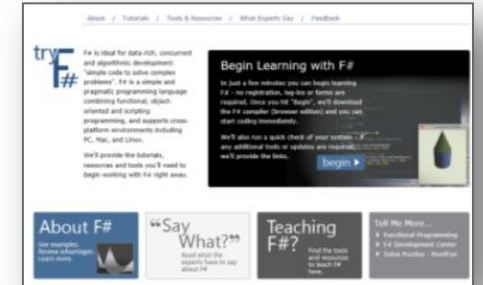 About / Tutorials / Tools & Resources / What Experts Say / Feedback
try F#
F# is ideal for data-rich, concurrent
and algorithmic development:
"simple code to solve complex
problems". F# is a simple and
pragmatic programming language
combining functional, object-
oriented and scripting
programming, and supports cross-
platform environments including
PC, Mac, and Linux.
We'll provide the tutorials,
resources and tools you'll need to
begin working with F# right away.
Begin Learning with F#
In just a few minutes you can begin learning
F# - no registration, log-ins or forms are
required. Once you hit "Begin", we'll download
the F# compiler (browser edition) and you can
start coding immediately.
We'll also run a quick check of your system - if
any additional tools or updates are required,
we'll provide the links.
begin
About F#
See examples.
Review advantages.
Learn more.
"Say
What?"
Read what the
experts have to say
about F#
Teaching
F#?
Find the tools
and resources
to teach F#
here.
Tell Me More...
Functional Programming
F# Development Center
Solve Puzzles -